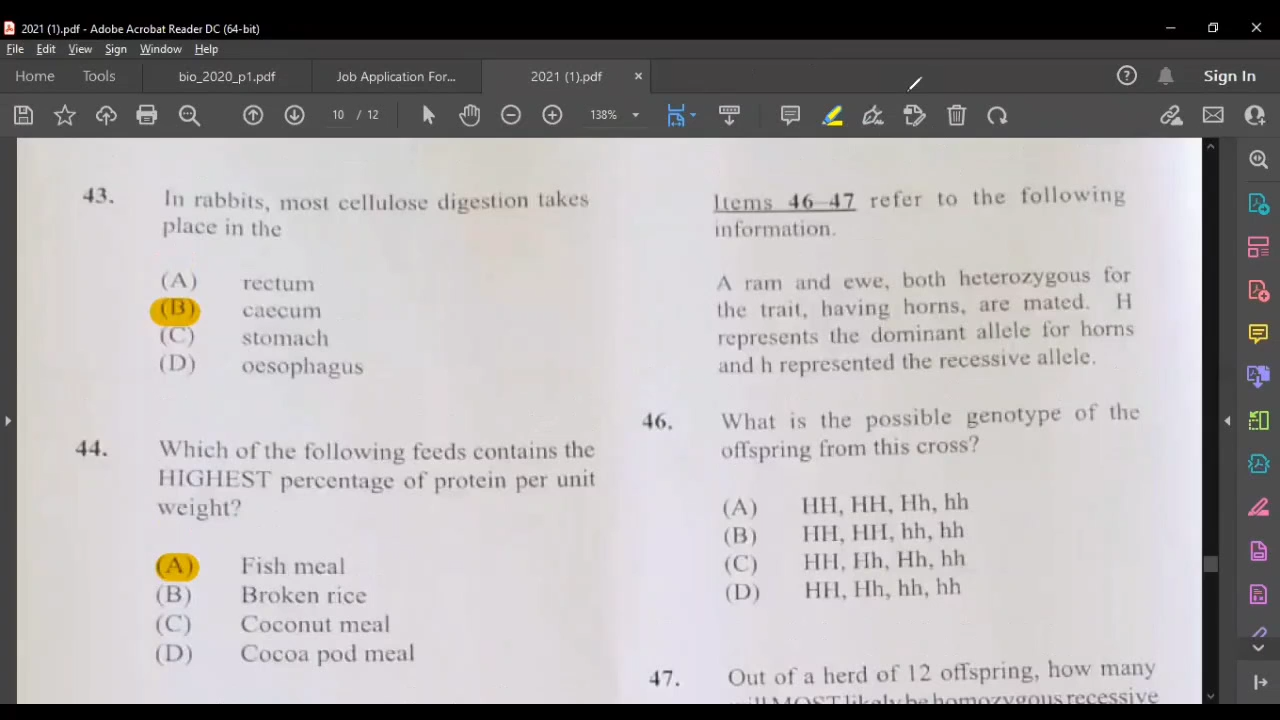 2021 (1).pdf - Adobe Acrobat Reader DC (64-bit)
File Edit View Sign Window Help
Home Tools bio_2020_p1.pdf Job Application For... 2021 (1).pdf × Sign In
10 / 12 138%
43. In rabbits, most cellulose digestion takes
place in the
(A) rectum
(B) caecum
(C) stomach
(D) oesophagus
44. Which of the following feeds contains the
HIGHEST percentage of protein per unit
weight?
(A) Fish meal
(B) Broken rice
(C) Coconut meal
(D) Cocoa pod meal
Items 46–47 refer to the following
information.
A ram and ewe, both heterozygous for
the trait, having horns, are mated. H
represents the dominant allele for horns
and h represented the recessive allele.
46. What is the possible genotype of the
offspring from this cross?
(A) HH, HH, Hh, hh
(B) HH, HH, hh, hh
(C) HH, Hh, Hh, hh
(D) HH, Hh, hh, hh
47. Out of a herd of 12 offspring, how many
will MOST likely be homozygous recessive